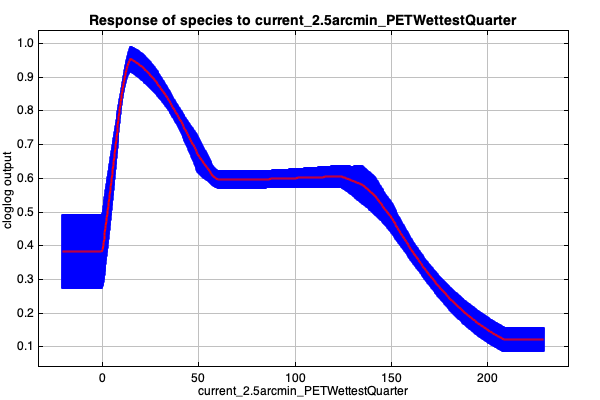 Response of species to current_2.5arcmin_PETWettestQuarter
1.0
0.9
0.8
0.7
0.6
0.5
0.4
0.3
0.2
0.1
cloglog output
0 50 100 150 200
current_2.5arcmin_PETWettestQuarter